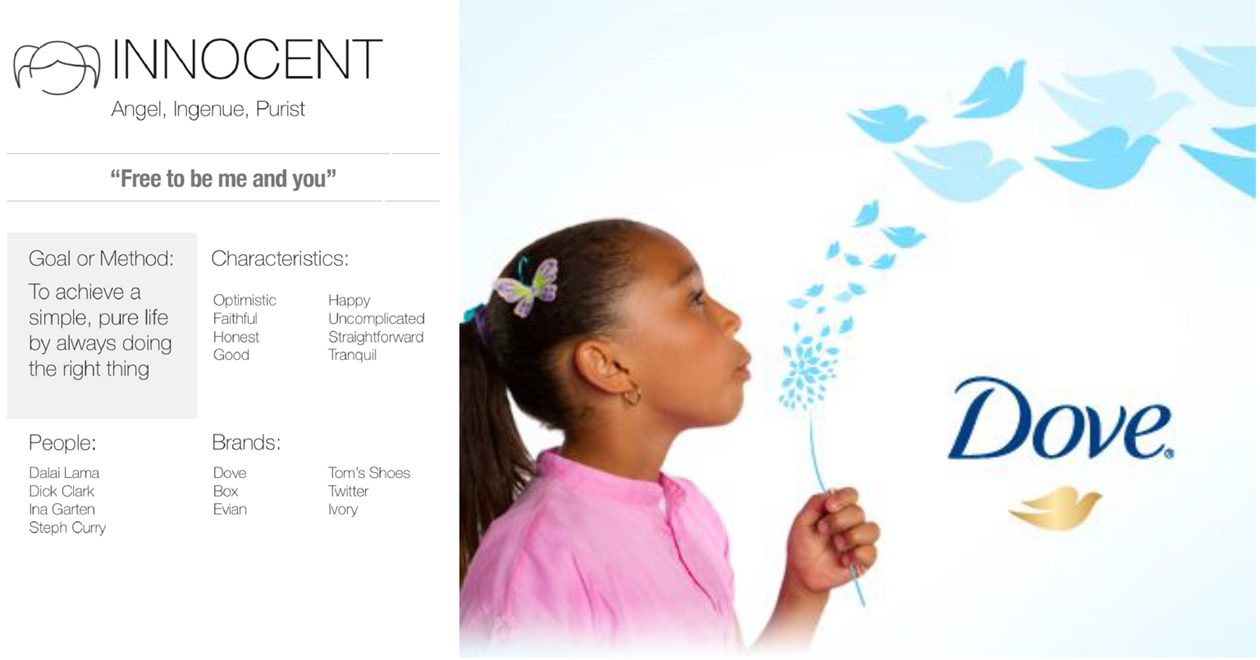 INNOCENT
Angel, Ingenue, Purist
“Free to be me and you”
Goal or Method:
To achieve a
simple, pure life
by always doing
the right thing
Characteristics:
Optimistic
Faithful
Honest
Good
Happy
Uncomplicated
Straightforward
Tranquil
People:
Dalai Lama
Dick Clark
Ina Garten
Steph Curry
Brands:
Dove
Box
Evian
Tom’s Shoes
Twitter
Ivory
Dove®